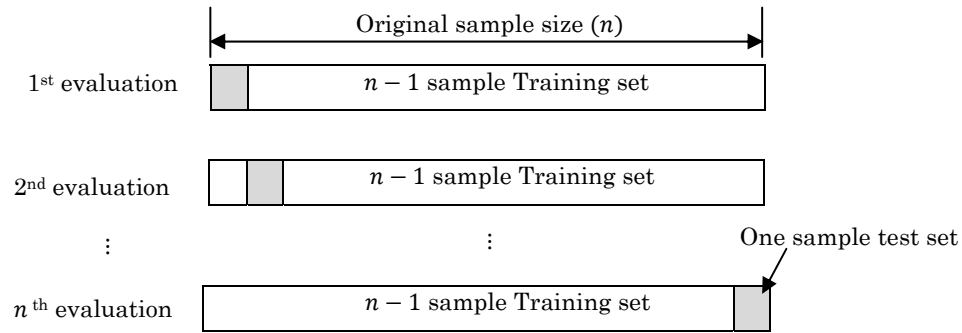 Original sample size (𝑛)
1st evaluation
𝑛 − 1 sample Training set
2nd evaluation
𝑛 − 1 sample Training set
⋮
⋮
One sample test set
𝑛 th evaluation
𝑛 − 1 sample Training set